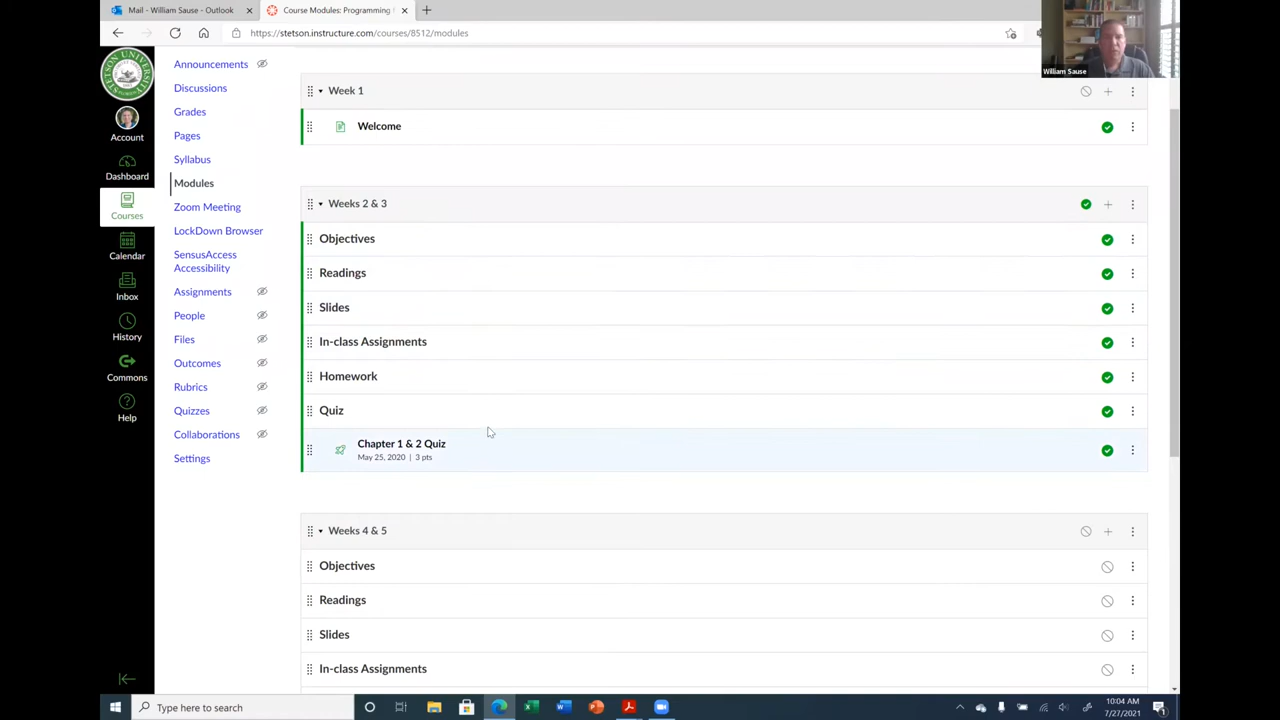 Mail - William Sause - Outlook
Course Modules: Programming
https://stetson.instructure.com/courses/8512/modules
William Sause
STETSON UNIVERSITY
Account
Dashboard
Courses
Calendar
Inbox
History
Commons
Help
Announcements
Discussions
Grades
Pages
Syllabus
Modules
Zoom Meeting
LockDown Browser
SensusAccess
Accessibility
Assignments
People
Files
Outcomes
Rubrics
Quizzes
Collaborations
Settings
Week 1
Welcome
Weeks 2 & 3
Objectives
Readings
Slides
In-class Assignments
Homework
Quiz
Chapter 1 & 2 Quiz
May 25, 2020 | 3 pts
Weeks 4 & 5
Objectives
Readings
Slides
In-class Assignments
Type here to search
10:04 AM
7/27/2021